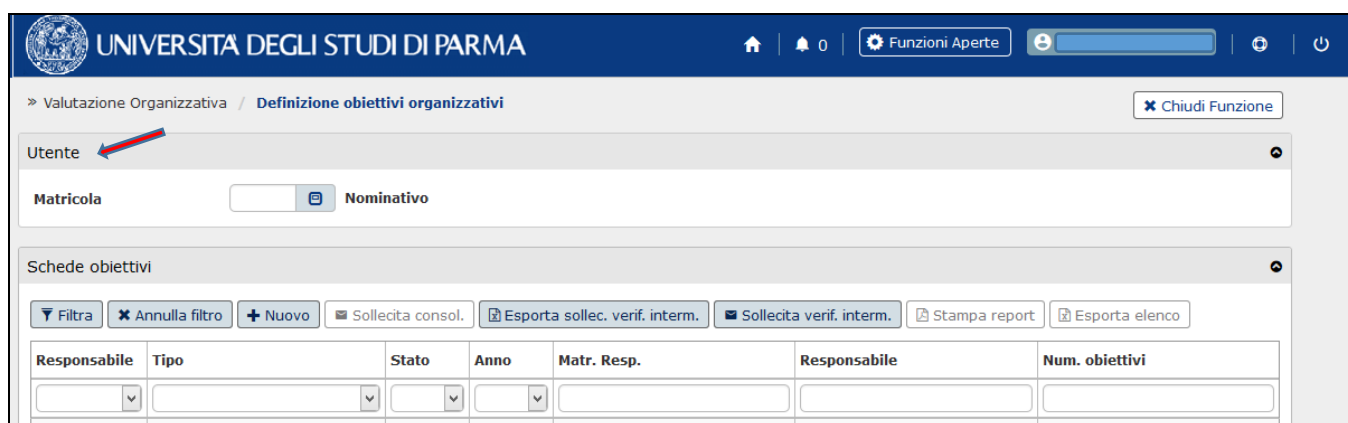 UNIVERSITA' DEGLI STUDI DI PARMA 0 Funzioni Aperte
» Valutazione Organizzativa / Definizione obiettivi organizzativi Chiudi Funzione
Utente
Matricola Nominativo
Schede obiettivi
Filtra Annulla filtro Nuovo Sollecita consol. Esporta sollec. verif. interm. Sollecita verif. interm. Stampa report Esporta elenco
Responsabile Tipo Stato Anno Matr. Resp. Responsabile Num. obiettivi